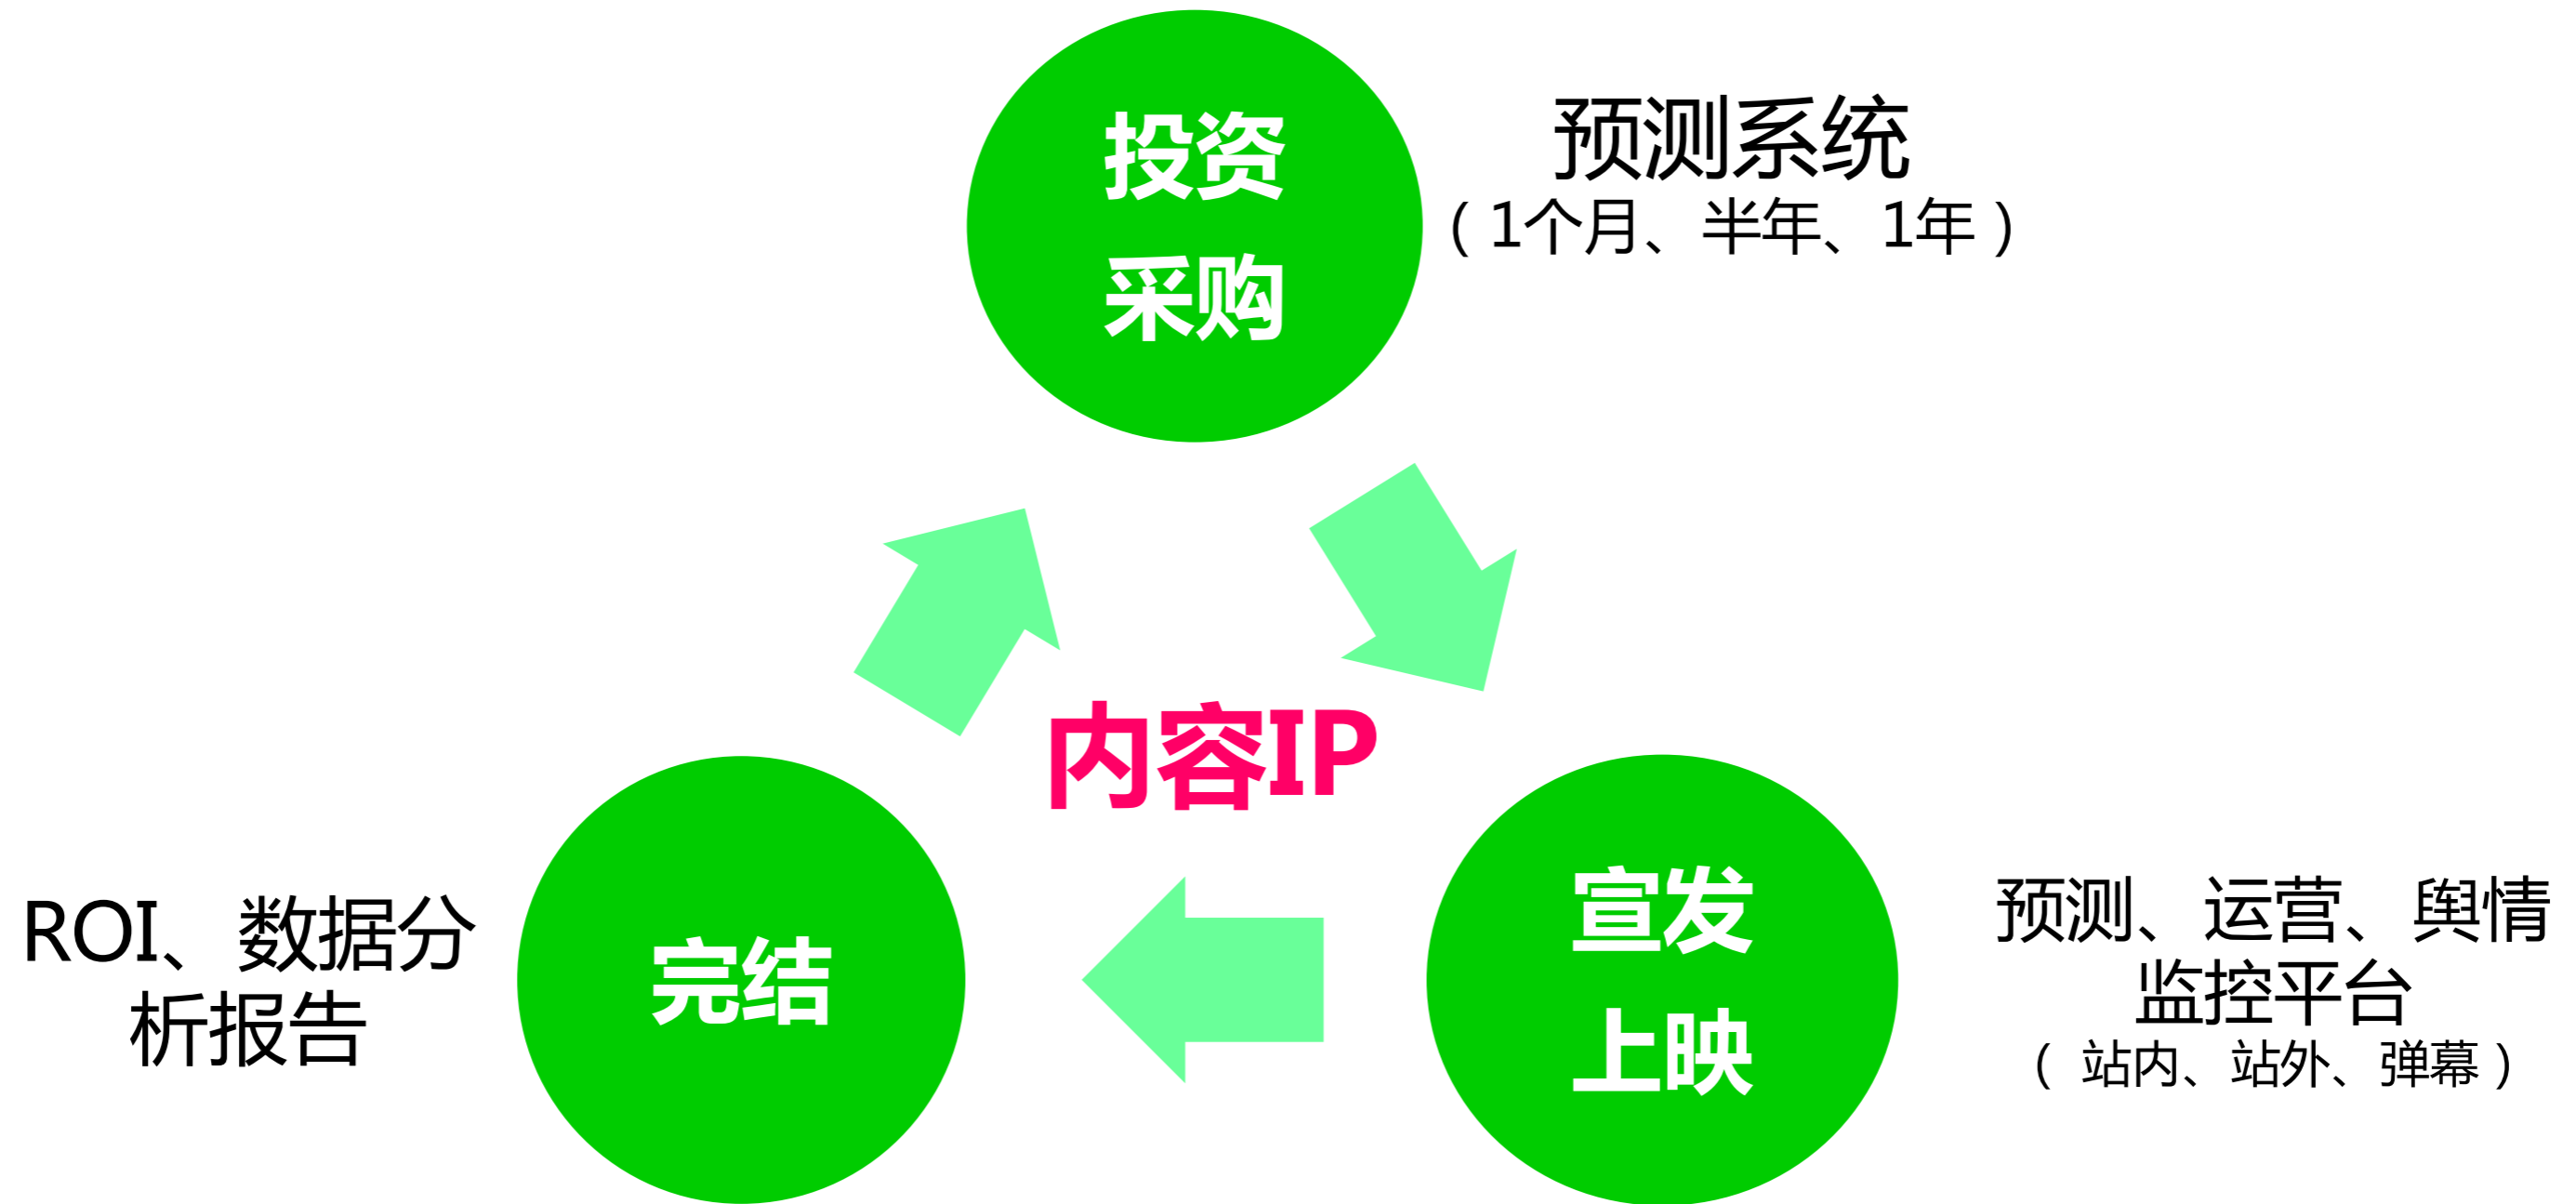 投资
采购
预测系统
（1个月、半年、1年）
内容IP
ROI、数据分
析报告
完结
宣发
上映
预测、运营、舆情
监控平台
（ 站内、站外、弹幕）